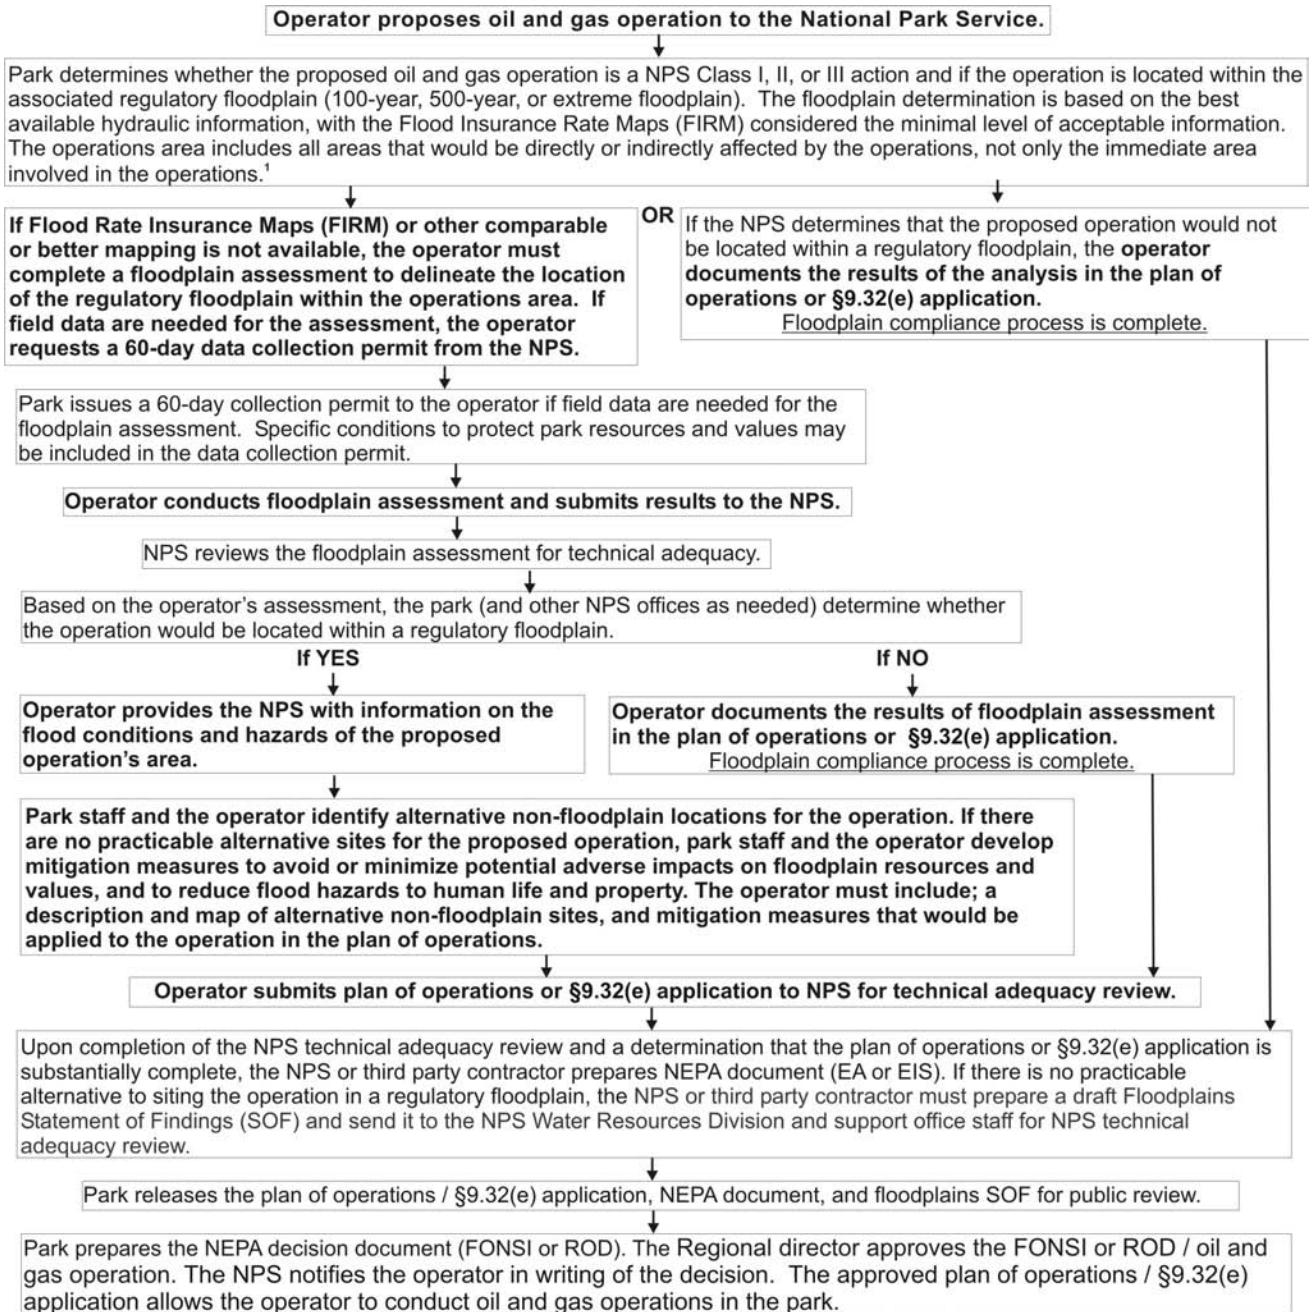 Operator proposes oil and gas operation to the National Park Service.
Park determines whether the proposed oil and gas operation is a NPS Class I, II, or III action and if the operation is located within the
associated regulatory floodplain (100-year, 500-year, or extreme floodplain).  The floodplain determination is based on the best
available hydraulic information, with the Flood Insurance Rate Maps (FIRM) considered the minimal level of acceptable information.
The operations area includes all areas that would be directly or indirectly affected by the operations, not only the immediate area
involved in the operations.¹
If Flood Rate Insurance Maps (FIRM) or other comparable
or better mapping is not available, the operator must
complete a floodplain assessment to delineate the location
of the regulatory floodplain within the operations area.  If
field data are needed for the assessment, the operator
requests a 60-day data collection permit from the NPS.
OR
If the NPS determines that the proposed operation would not
be located within a regulatory floodplain, the operator
documents the results of the analysis in the plan of
operations or §9.32(e) application.
Floodplain compliance process is complete.
Park issues a 60-day collection permit to the operator if field data are needed for the
floodplain assessment.  Specific conditions to protect park resources and values may
be included in the data collection permit.
Operator conducts floodplain assessment and submits results to the NPS.
NPS reviews the floodplain assessment for technical adequacy.
Based on the operator's assessment, the park (and other NPS offices as needed) determine whether
the operation would be located within a regulatory floodplain.
If YES
If NO
Operator provides the NPS with information on the
flood conditions and hazards of the proposed
operation's area.
Operator documents the results of floodplain assessment
in the plan of operations or  §9.32(e) application.
Floodplain compliance process is complete.
Park staff and the operator identify alternative non-floodplain locations for the operation. If there
are no practicable alternative sites for the proposed operation, park staff and the operator develop
mitigation measures to avoid or minimize potential adverse impacts on floodplain resources and
values, and to reduce flood hazards to human life and property. The operator must include; a
description and map of alternative non-floodplain sites, and mitigation measures that would be
applied to the operation in the plan of operations.
Operator submits plan of operations or §9.32(e) application to NPS for technical adequacy review.
Upon completion of the NPS technical adequacy review and a determination that the plan of operations or §9.32(e) application is
substantially complete, the NPS or third party contractor prepares NEPA document (EA or EIS). If there is no practicable
alternative to siting the operation in a regulatory floodplain, the NPS or third party contractor must prepare a draft Floodplains
Statement of Findings (SOF) and send it to the NPS Water Resources Division and support office staff for NPS technical
adequacy review.
Park releases the plan of operations / §9.32(e) application, NEPA document, and floodplains SOF for public review.
Park prepares the NEPA decision document (FONSI or ROD). The Regional director approves the FONSI or ROD / oil and
gas operation. The NPS notifies the operator in writing of the decision.  The approved plan of operations / §9.32(e)
application allows the operator to conduct oil and gas operations in the park.